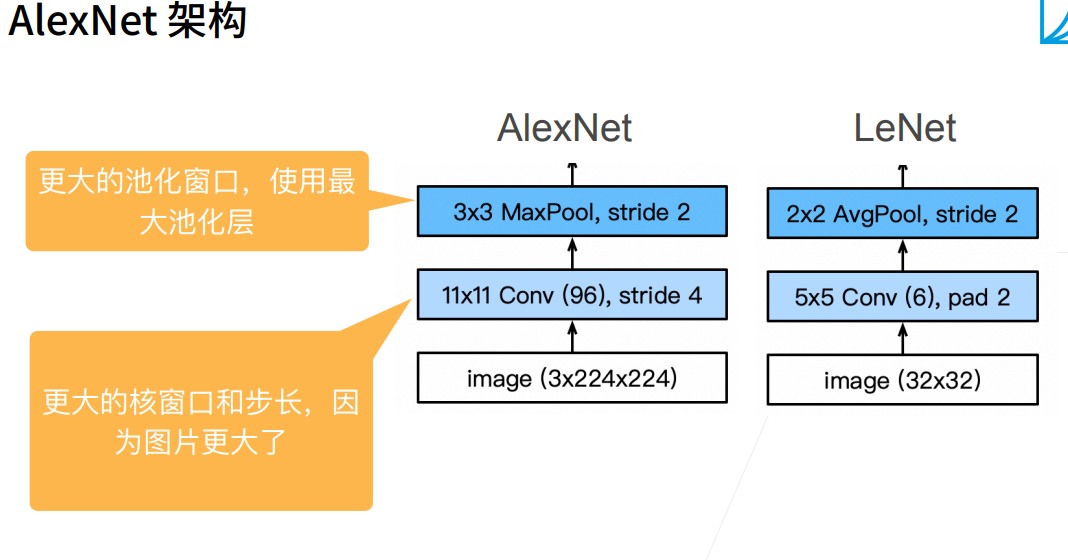 AlexNet 架构
AlexNet
LeNet
更大的池化窗口，使用最
大池化层
3x3 MaxPool, stride 2
2x2 AvgPool, stride 2
11x11 Conv (96), stride 4
5x5 Conv (6), pad 2
更大的核窗口和步长，因
为图片更大了
image (3x224x224)
image (32x32)